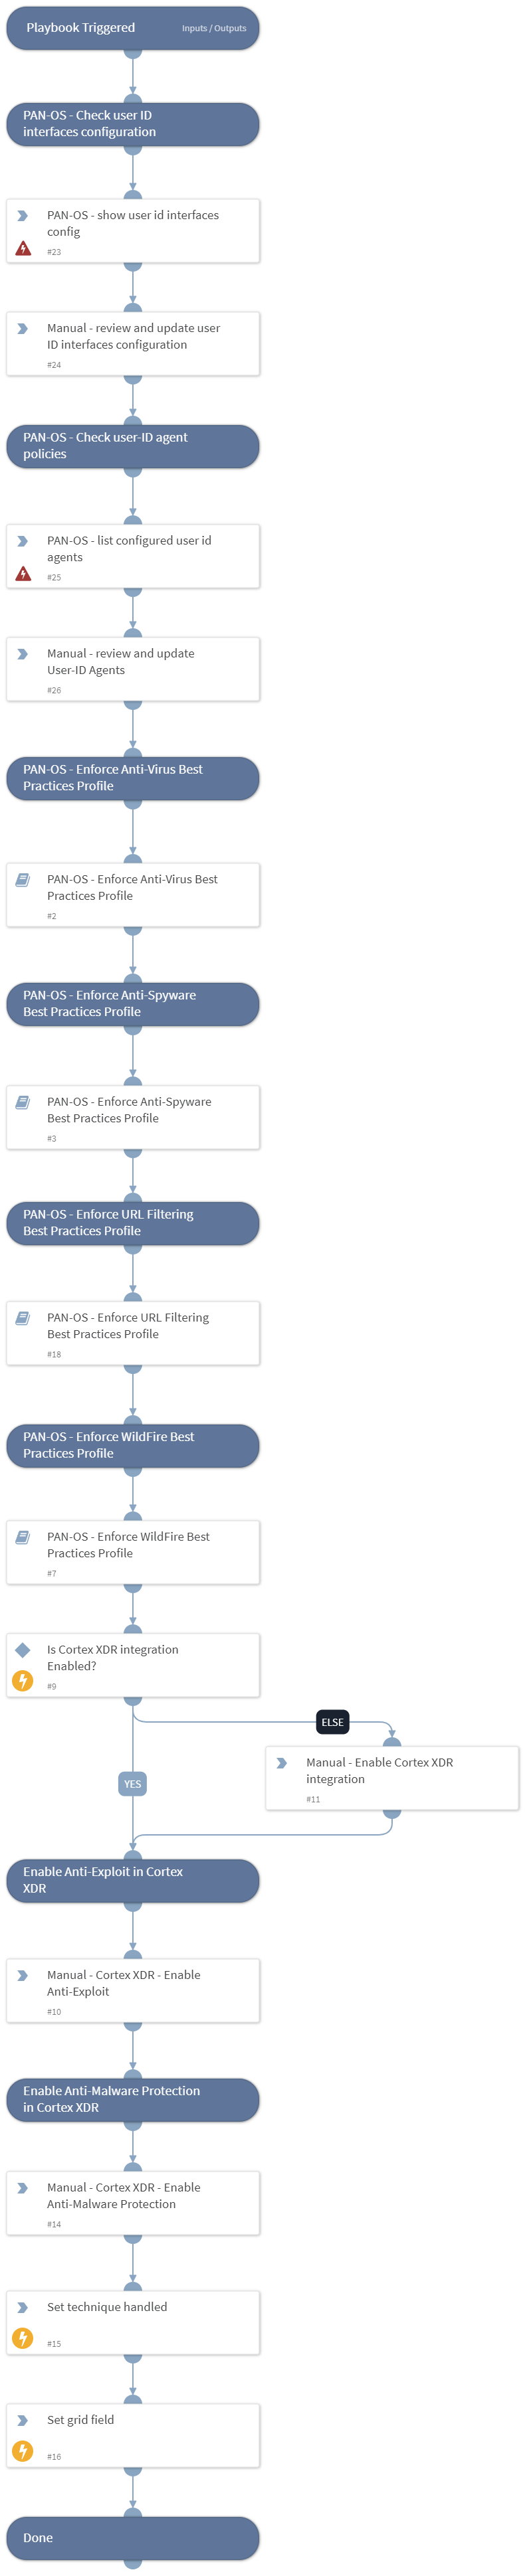 Playbook Triggered
Inputs / Outputs
PAN-OS - Check user ID
interfaces configuration
PAN-OS - show user id interfaces
config
#23
Manual - review and update user
ID interfaces configuration
#24
PAN-OS - Check user-ID agent
policies
PAN-OS - list configured user id
agents
#25
Manual - review and update
User-ID Agents
#26
PAN-OS - Enforce Anti-Virus Best
Practices Profile
PAN-OS - Enforce Anti-Virus Best
Practices Profile
#2
PAN-OS - Enforce Anti-Spyware
Best Practices Profile
PAN-OS - Enforce Anti-Spyware
Best Practices Profile
#3
PAN-OS - Enforce URL Filtering
Best Practices Profile
PAN-OS - Enforce URL Filtering
Best Practices Profile
#18
PAN-OS - Enforce WildFire Best
Practices Profile
PAN-OS - Enforce WildFire Best
Practices Profile
#7
Is Cortex XDR integration
Enabled?
#9
ELSE
Manual - Enable Cortex XDR
integration
#11
YES
Enable Anti-Exploit in Cortex
XDR
Manual - Cortex XDR - Enable
Anti-Exploit
#10
Enable Anti-Malware Protection
in Cortex XDR
Manual - Cortex XDR - Enable
Anti-Malware Protection
#14
Set technique handled
#15
Set grid field
#16
Done